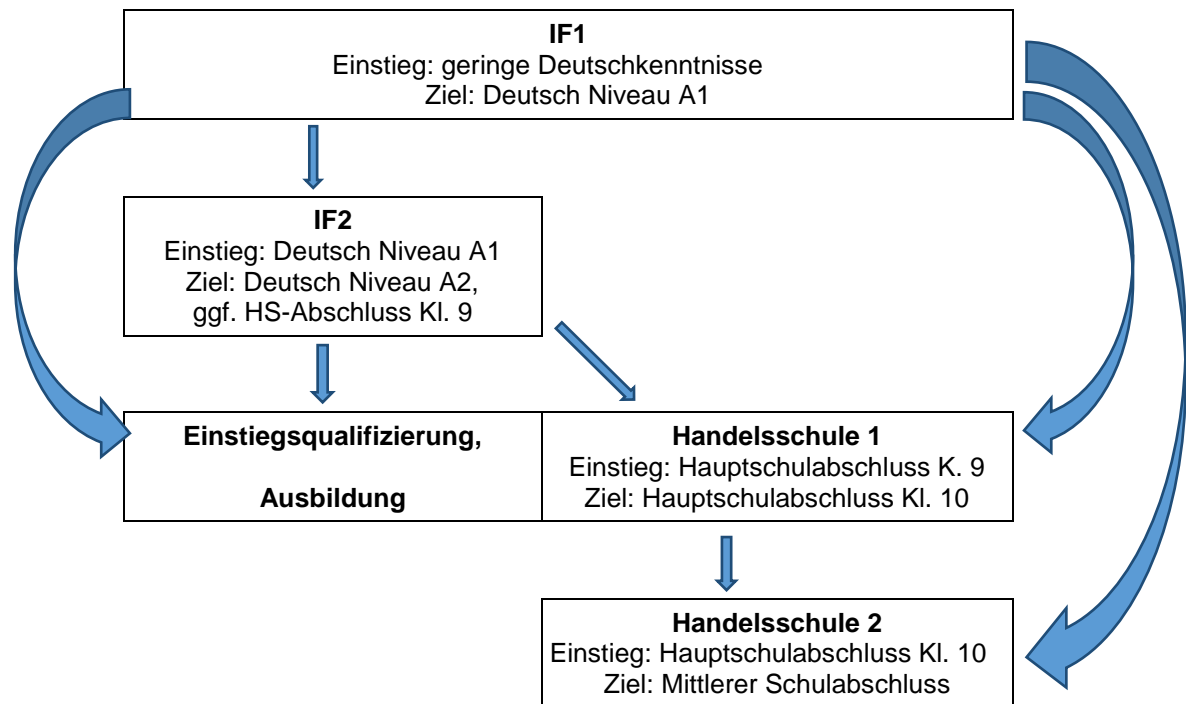 IF1
Einstieg: geringe Deutschkenntnisse
Ziel: Deutsch Niveau A1
IF2
Einstieg: Deutsch Niveau A1
Ziel: Deutsch Niveau A2,
ggf. HS-Abschluss Kl. 9
Einstiegsqualifizierung,
Ausbildung
Handelsschule 1
Einstieg: Hauptschulabschluss K. 9
Ziel: Hauptschulabschluss Kl. 10
Handelsschule 2
Einstieg: Hauptschulabschluss Kl. 10
Ziel: Mittlerer Schulabschluss